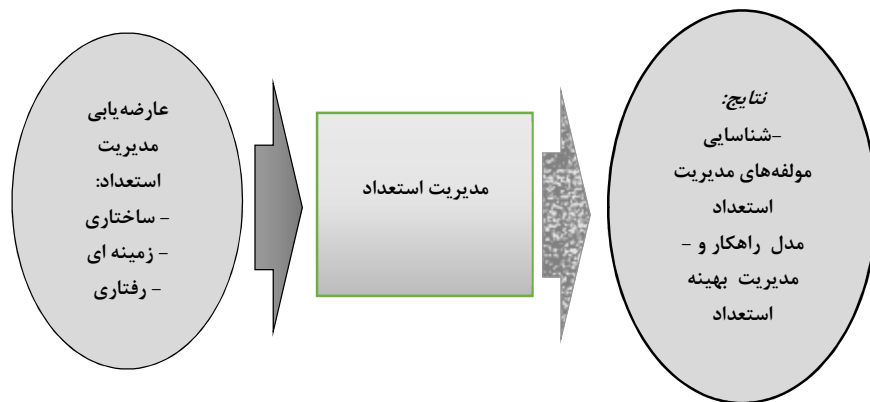 عارضه‌یابی
مدیریت
استعداد:
– ساختاری
– زمینه ای
– رفتاری
مدیریت استعداد
نتایج:
–شناسایی
مولفه‌های مدیریت
استعداد
مدل راهکار و –
مدیریت بهینه
استعداد